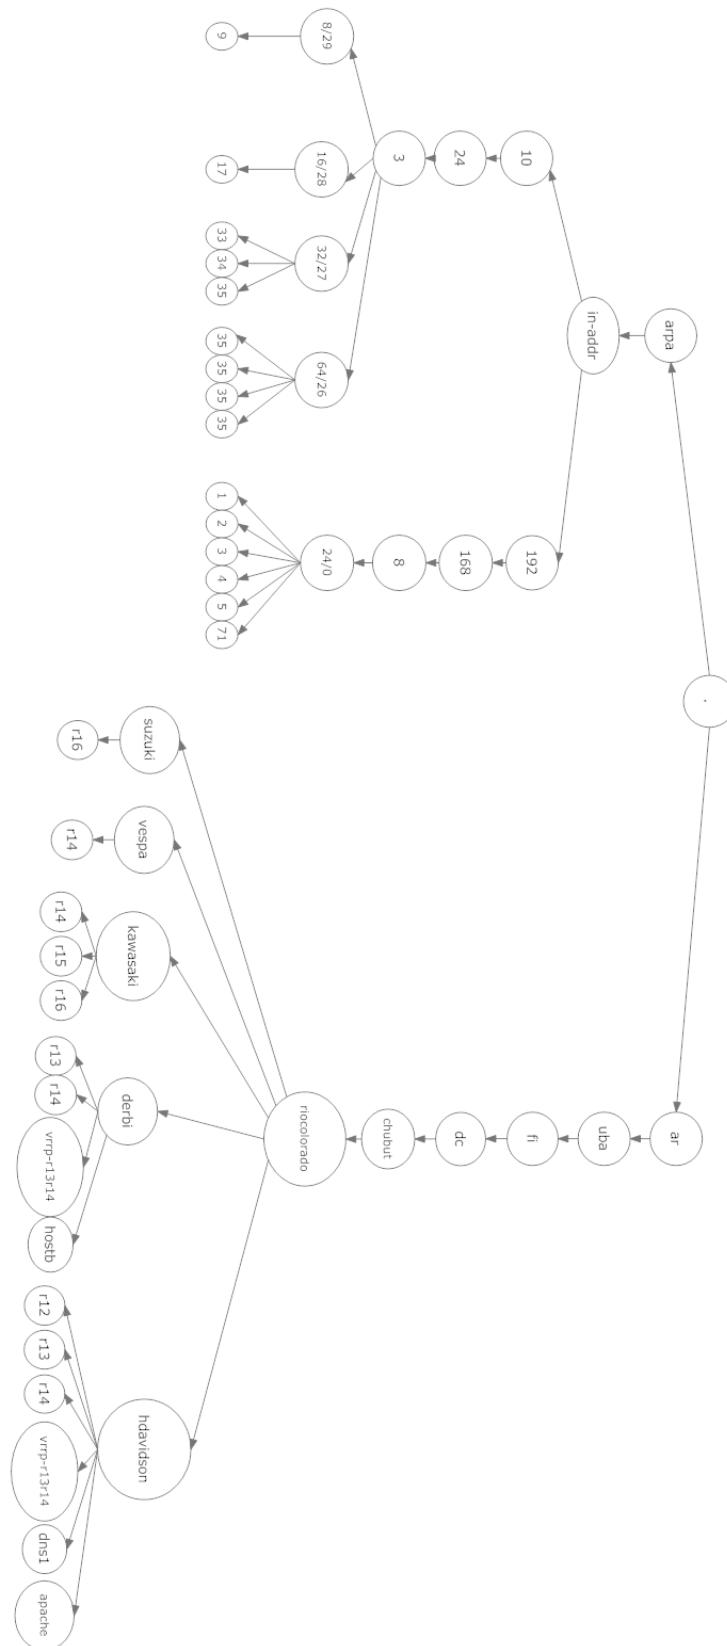 .
arpa
ar
in-addr
uba
10
192
fi
24
168
dc
3
8
chubut
8/29
16/28
32/27
64/26
24/0
riocolorado
9
17
33
34
35
35
35
35
35
1
2
3
4
5
71
suzuki
vespa
kawasaki
derbi
hdavidson
r16
r14
r14
r15
r16
r13
r14
vrrp-r13r14
hostb
r12
r13
r14
vrrp-r13r14
dns1
apache